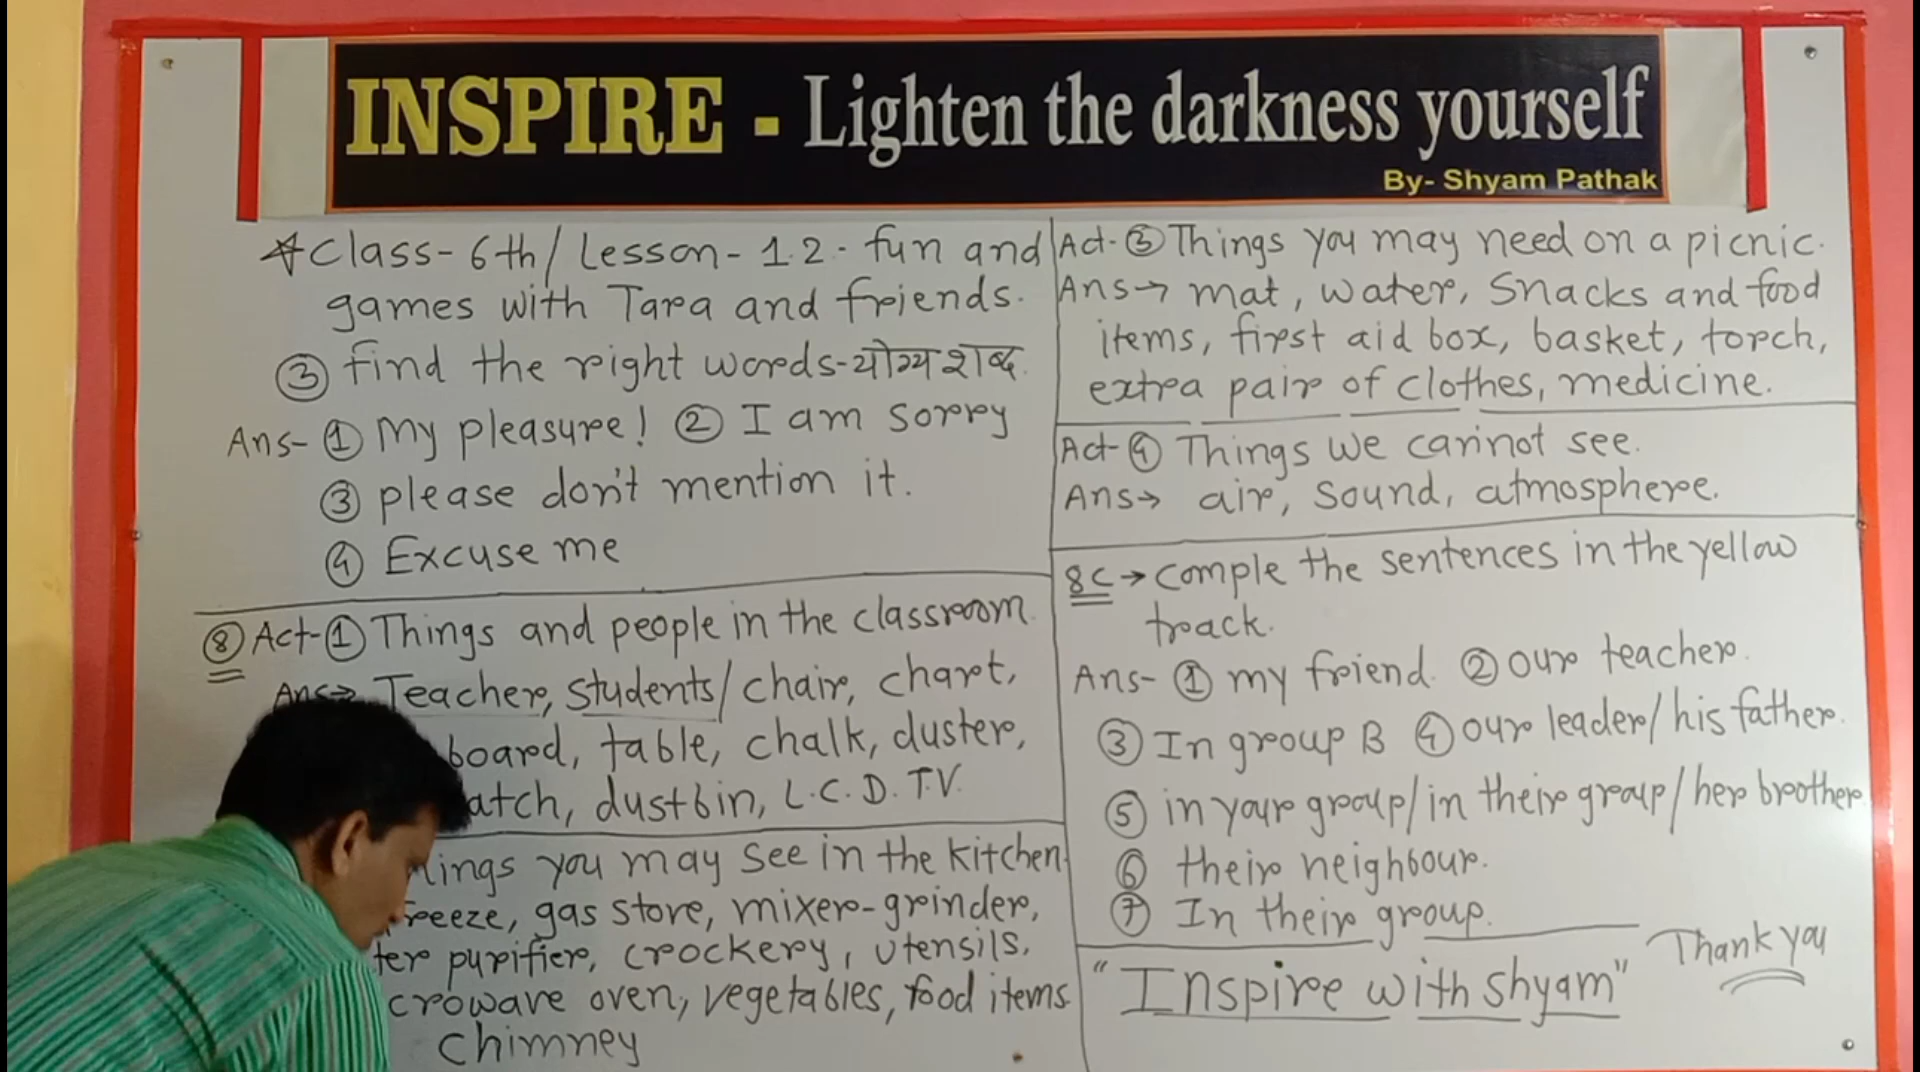 INSPIRE - Lighten the darkness yourself
By- Shyam Pathak
Class- 6th / Lesson - 1.2 - fun and
games with Tara and friends.
③ find the right words - योग्य शब्द
Ans- ① My pleasure! ② I am sorry
③ please don't mention it.
④ Excuse me
⑧ Act-① Things and people in the classroom
Ans→ Teacher, Students / chair, chart,
board, table, chalk, duster,
atch, dustbin, L.C.D. T.V.
ings you may see in the kitchen
reeze, gas store, mixer-grinder,
ter purifier, crockery, utensils,
crowave oven, vegetables, food items
chimney
Act-③ Things you may need on a picnic.
Ans→ mat, water, Snacks and food
items, first aid box, basket, torch,
extra pair of clothes, medicine.
Act-④ Things we cannot see.
Ans→ air, sound, atmosphere.
8C→ comple the sentences in the yellow
track.
Ans- ① my friend. ② our teacher.
③ In group B ④ our leader / his father.
⑤ in your group / in their group / her brother
⑥ their neighbour.
⑦ In their group.
Thank you
"Inspire with shyam"